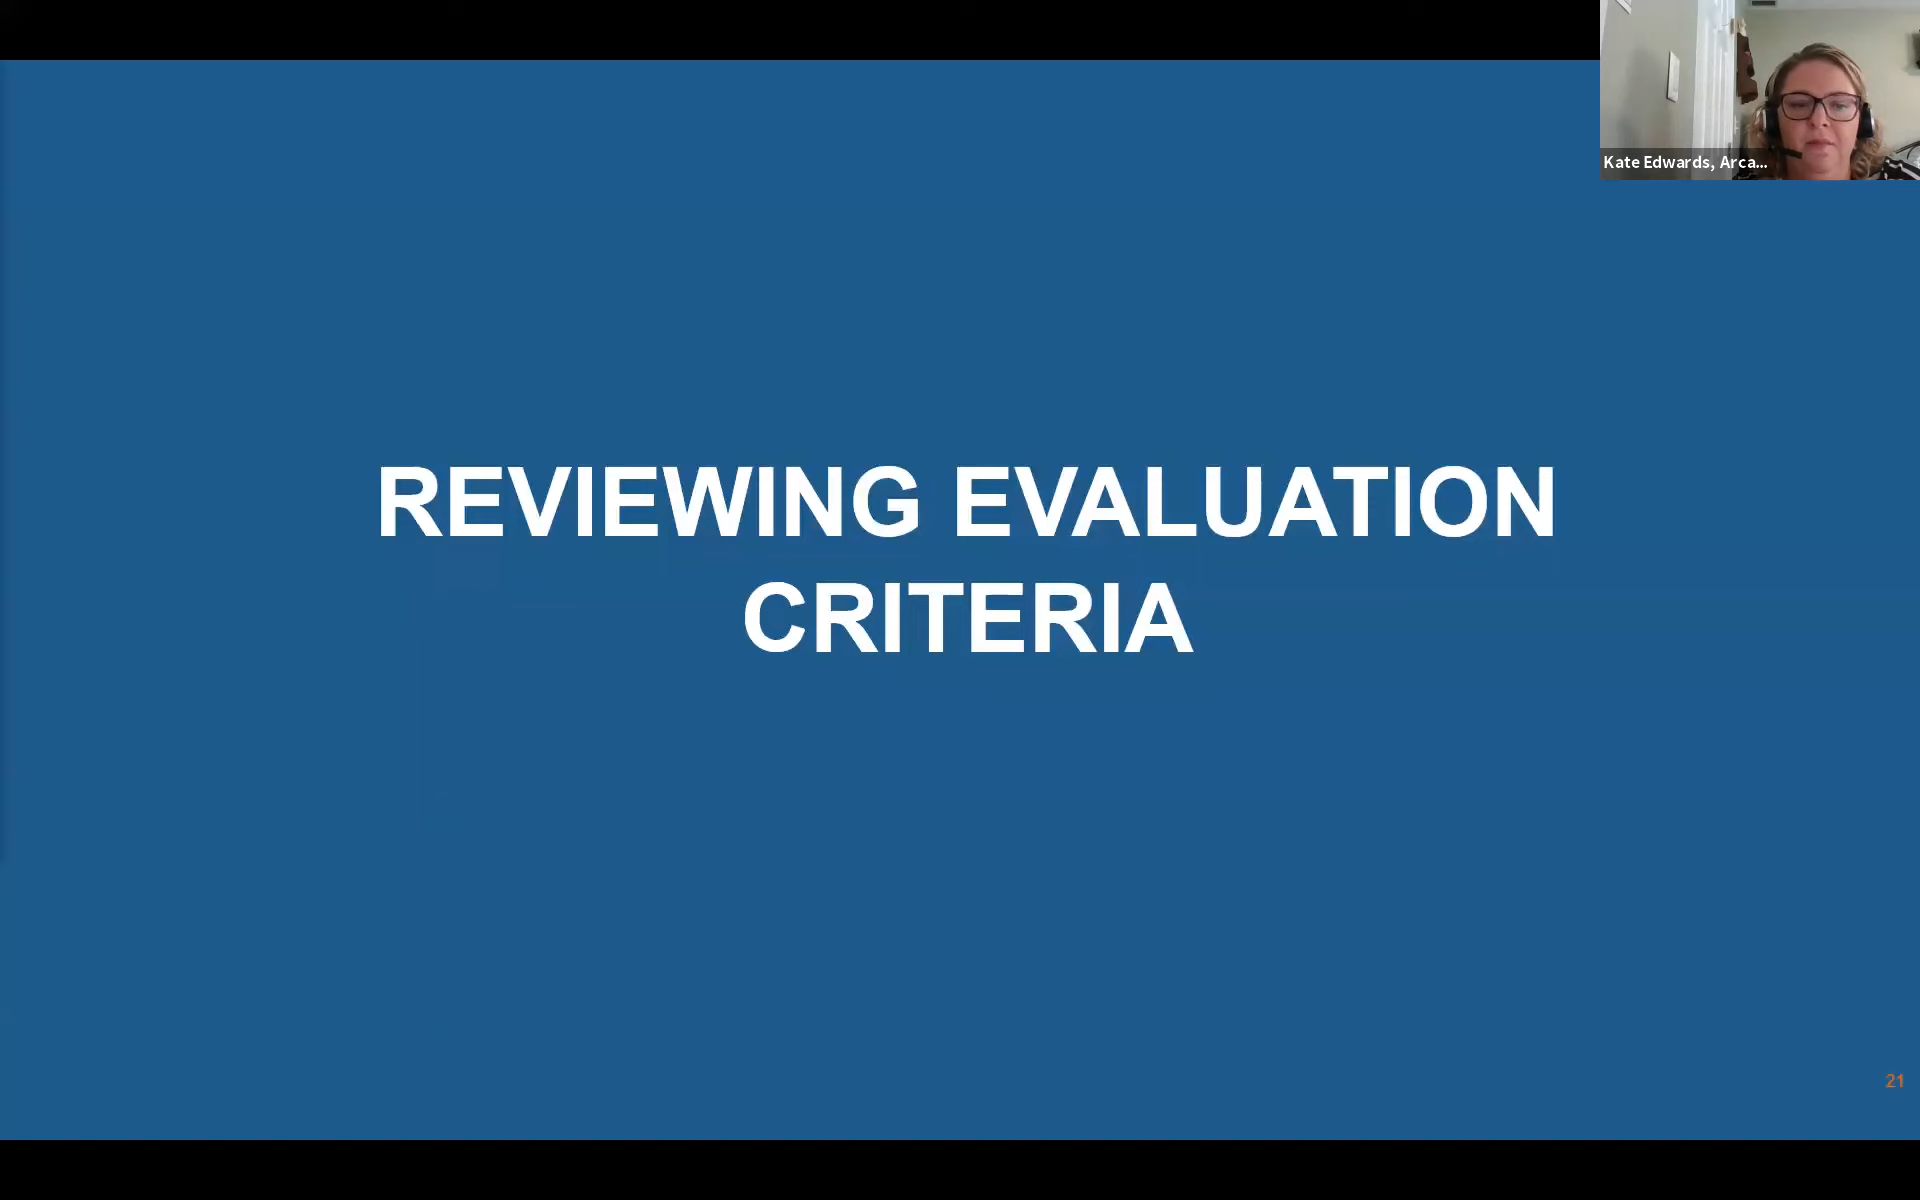 Kate Edwards, Arca...
REVIEWING EVALUATION
CRITERIA
21